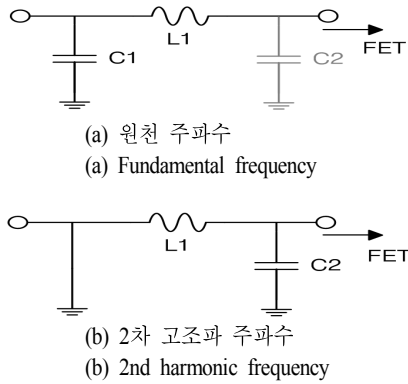 C1
L1
C2
FET
(a) 원천 주파수
(a) Fundamental frequency
L1
C2
FET
(b) 2차 고조파 주파수
(b) 2nd harmonic frequency